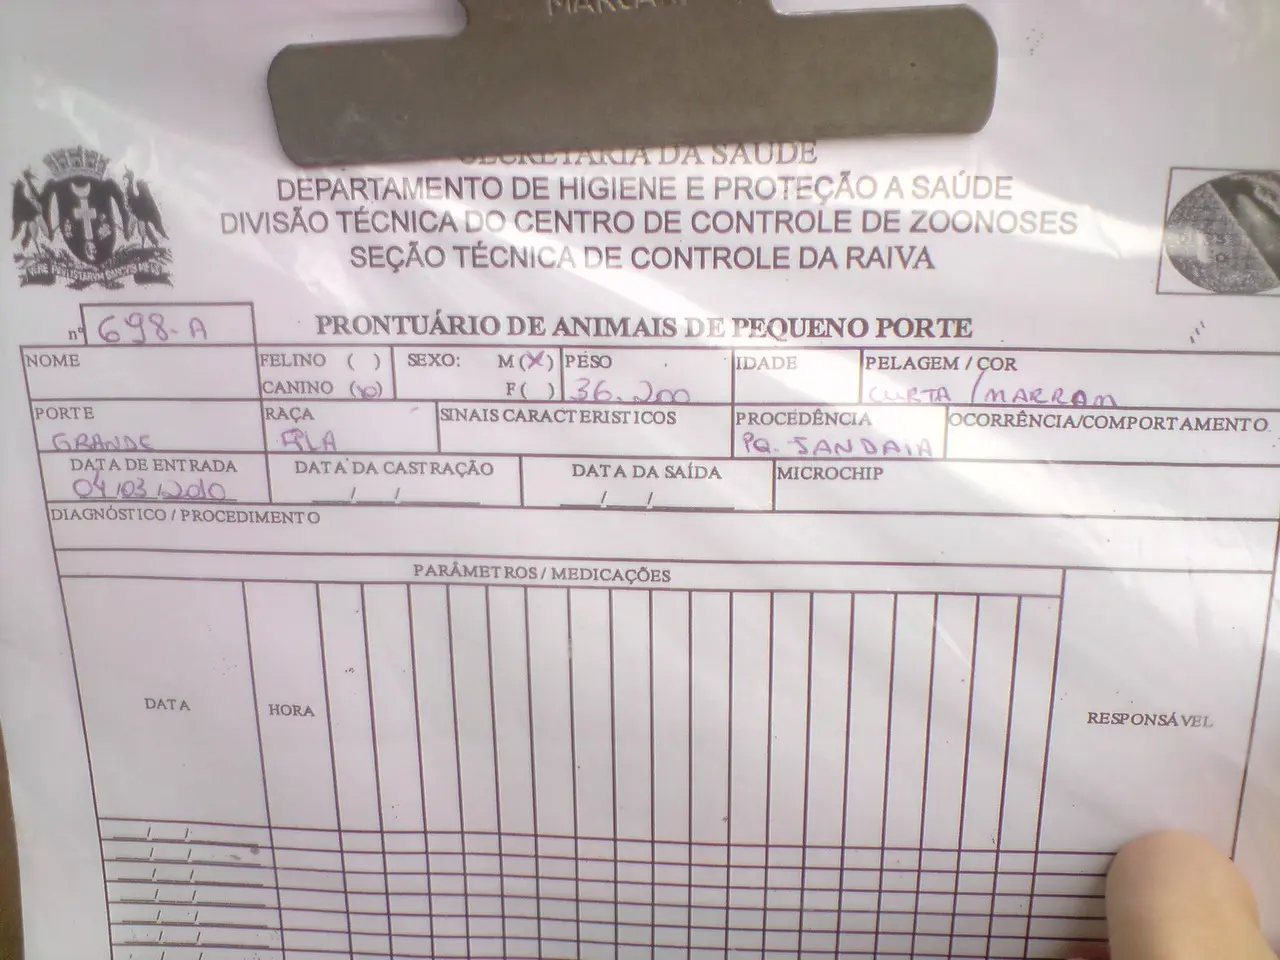 SECRETARIA DA SAÚDE
DEPARTAMENTO DE HIGIENE E PROTEÇÃO A SAÚDE
DIVISÃO TÉCNICA DO CENTRO DE CONTROLE DE ZOONOSES
SEÇÃO TÉCNICA DE CONTROLE DA RAIVA
nº 698-A
PRONTUÁRIO DE ANIMAIS DE PEQUENO PORTE
NOME FELINO ( ) SEXO: M (X) PESO IDADE PELAGEM / COR
CANINO (X) F ( ) 36.200 CURTA / MARROM
PORTE RAÇA SINAIS CARACTERISTICOS PROCEDÊNCIA OCORRÊNCIA/COMPORTAMENTO
GRANDE FILA PQ. JANDAIA
DATA DE ENTRADA DATA DA CASTRAÇÃO DATA DA SAÍDA MICROCHIP
04/03/2010 / / / /
DIAGNÓSTICO / PROCEDIMENTO
PARÂMETROS / MEDICAÇÕES
DATA HORA RESPONSÁVEL